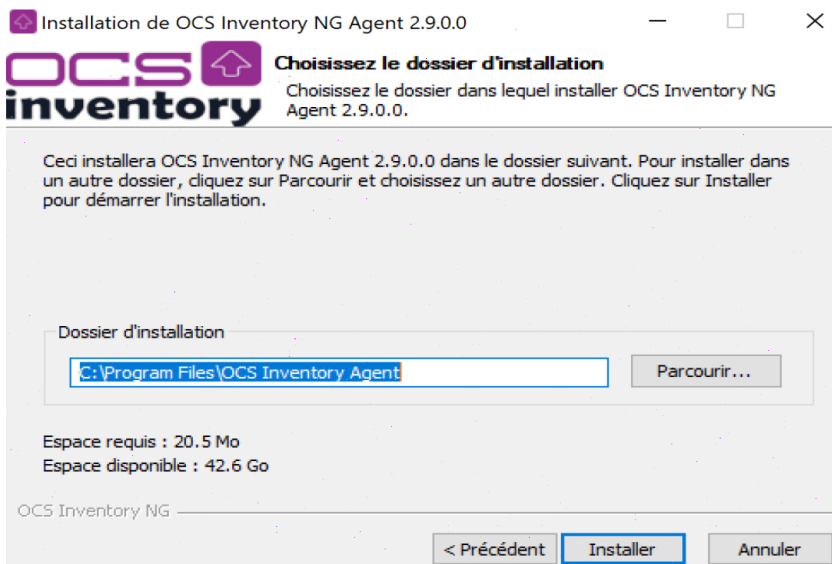 Installation de OCS Inventory NG Agent 2.9.0.0
OCS
inventory
Choisissez le dossier d'installation
Choisissez le dossier dans lequel installer OCS Inventory NG
Agent 2.9.0.0.
Ceci installera OCS Inventory NG Agent 2.9.0.0 dans le dossier suivant. Pour installer dans
un autre dossier, cliquez sur Parcourir et choisissez un autre dossier. Cliquez sur Installer
pour démarrer l'installation.
Dossier d'installation
C:\Program Files\OCS Inventory Agent
Parcourir...
Espace requis : 20.5 Mo
Espace disponible : 42.6 Go
OCS Inventory NG
< Précédent
Installer
Annuler